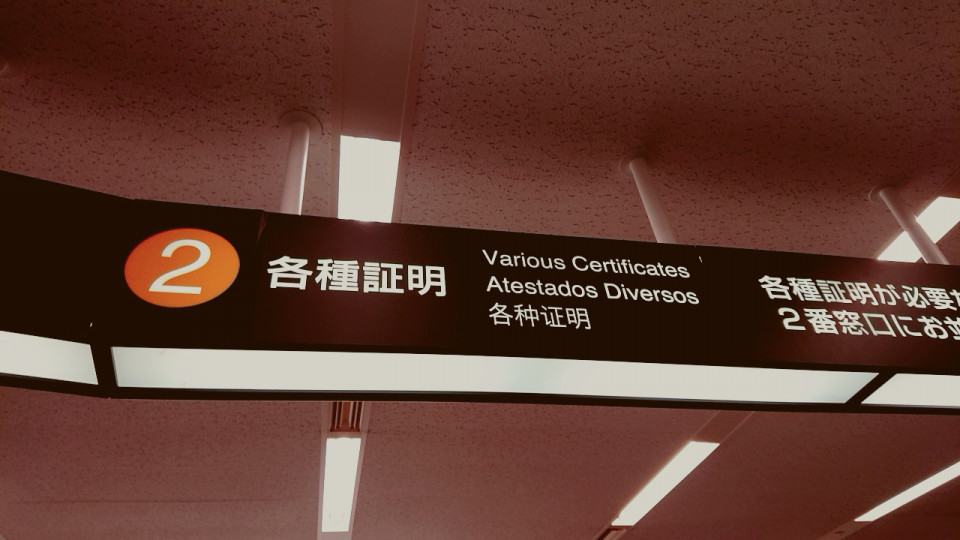 2
各種証明
Various Certificates
Atestados Diversos
各种证明
各種証明が必要
2番窓口にお